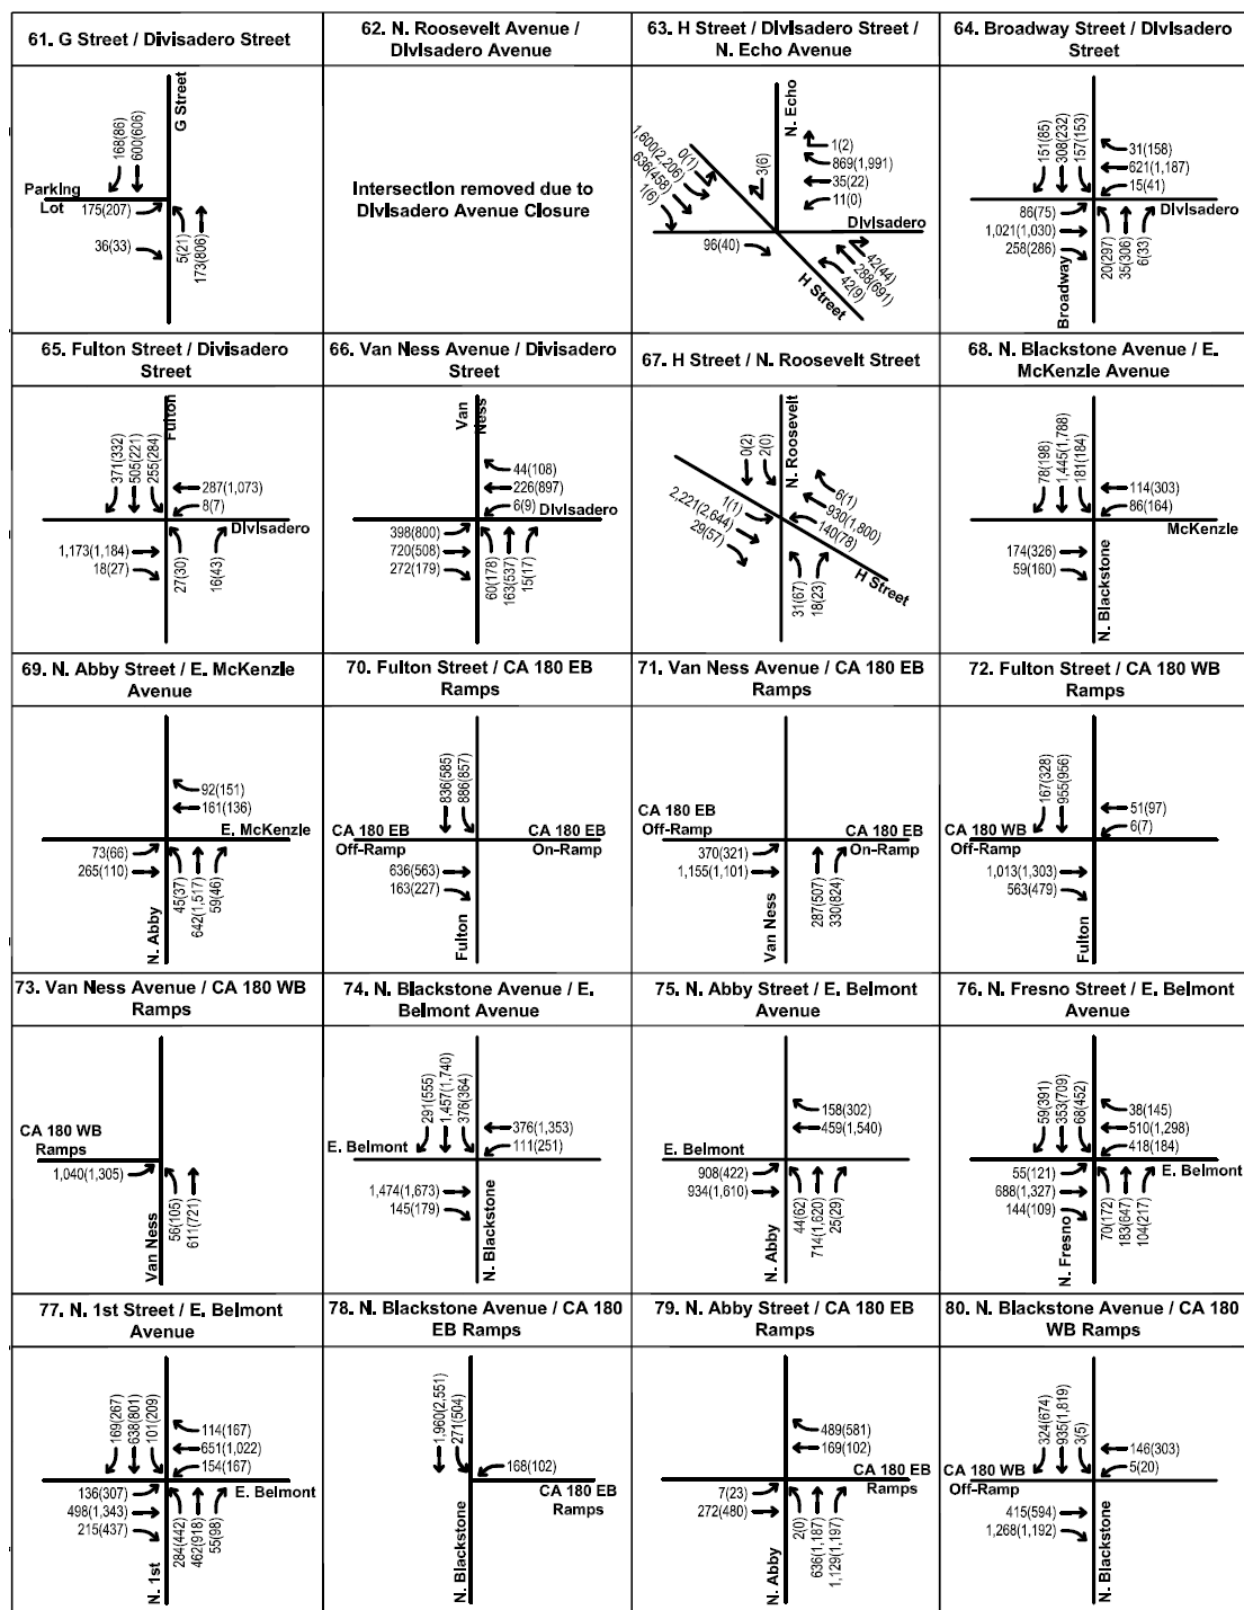 61. G Street / Divisadero Street
168(86)
600(606)
G Street
Parking
Lot
175(207)
36(33)
5(21)
173(806)
62. N. Roosevelt Avenue /
Divisadero Avenue
Intersection removed due to
Divisadero Avenue Closure
63. H Street / Divisadero Street /
N. Echo Avenue
1,600(2,206)
636(458)
1(6)
0(1)
3(6)
N. Echo
1(2)
869(1,991)
35(22)
11(0)
Divisadero
96(40)
42(44)
288(691)
42(9)
H Street
64. Broadway Street / Divisadero
Street
151(85)
308(232)
157(153)
31(158)
621(1,187)
15(41)
Divisadero
86(75)
1,021(1,030)
258(286)
Broadway
20(297)
35(306)
6(33)
65. Fulton Street / Divisadero
Street
371(332)
505(221)
255(284)
Fulton
287(1,073)
8(7)
Divisadero
1,173(1,184)
18(27)
27(30)
16(43)
66. Van Ness Avenue / Divisadero
Street
Van
Ness
44(108)
226(897)
6(9)
Divisadero
398(800)
720(508)
272(179)
60(178)
163(537)
15(17)
67. H Street / N. Roosevelt Street
0(2)
2(0)
N. Roosevelt
6(1)
930(1,800)
140(78)
1(1)
2,221(2,644)
29(57)
31(67)
18(23)
H Street
68. N. Blackstone Avenue / E.
McKenzie Avenue
78(198)
1,445(1,788)
181(184)
114(303)
86(164)
McKenzie
174(326)
59(160)
N. Blackstone
69. N. Abby Street / E. McKenzie
Avenue
92(151)
161(136)
E. McKenzie
73(66)
265(110)
N. Abby
45(37)
642(1,517)
59(46)
70. Fulton Street / CA 180 EB
Ramps
836(585)
886(857)
CA 180 EB
Off-Ramp
CA 180 EB
On-Ramp
636(563)
163(227)
Fulton
71. Van Ness Avenue / CA 180 EB
Ramps
CA 180 EB
Off-Ramp
CA 180 EB
On-Ramp
370(321)
1,155(1,101)
Van Ness
287(507)
330(824)
72. Fulton Street / CA 180 WB
Ramps
167(328)
955(956)
51(97)
6(7)
CA 180 WB
Off-Ramp
1,013(1,303)
563(479)
Fulton
73. Van Ness Avenue / CA 180 WB
Ramps
CA 180 WB
Ramps
1,040(1,305)
Van Ness
56(105)
611(721)
74. N. Blackstone Avenue / E.
Belmont Avenue
291(555)
1,457(1,740)
376(364)
376(1,353)
111(251)
E. Belmont
1,474(1,673)
145(179)
N. Blackstone
75. N. Abby Street / E. Belmont
Avenue
158(302)
459(1,540)
E. Belmont
908(422)
934(1,610)
N. Abby
44(62)
714(1,620)
25(29)
76. N. Fresno Street / E. Belmont
Avenue
59(391)
353(709)
68(452)
38(145)
510(1,298)
418(184)
E. Belmont
55(121)
688(1,327)
144(109)
N. Fresno
70(172)
183(647)
104(217)
77. N. 1st Street / E. Belmont
Avenue
169(267)
638(801)
101(209)
114(167)
651(1,022)
154(167)
E. Belmont
136(307)
498(1,343)
215(437)
N. 1st
284(442)
462(918)
55(98)
78. N. Blackstone Avenue / CA 180
EB Ramps
1,960(2,551)
271(504)
168(102)
CA 180 EB
Ramps
N. Blackstone
79. N. Abby Street / CA 180 EB
Ramps
489(581)
169(102)
CA 180 EB
Ramps
7(23)
272(480)
N. Abby
2(0)
636(1,187)
1,129(1,197)
80. N. Blackstone Avenue / CA 180
WB Ramps
324(674)
935(1,819)
3(5)
146(303)
5(20)
CA 180 WB
Off-Ramp
415(594)
1,268(1,192)
N. Blackstone